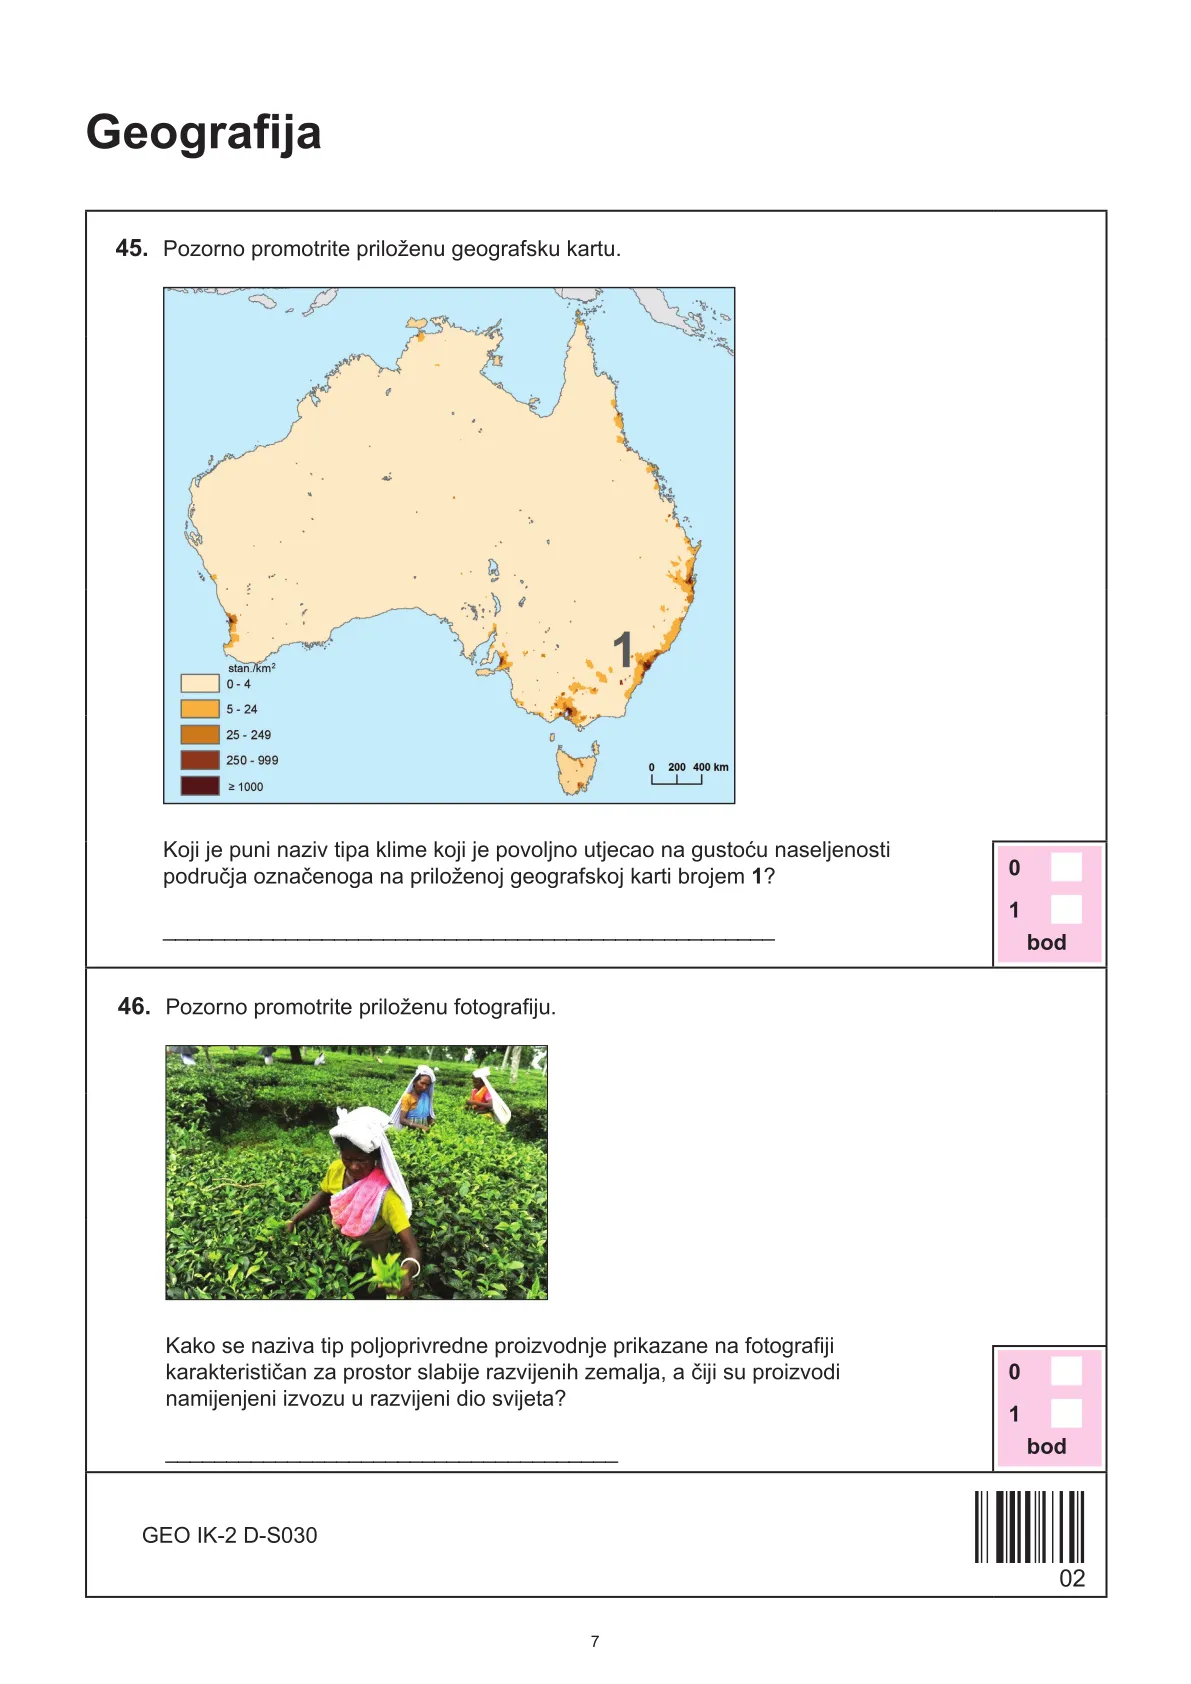 Geografija
45. Pozorno promotrite priloženu geografsku kartu.
1
stan./km²
0 - 4
5 - 24
25 - 249
250 - 999
≥ 1000
0 200 400 km
Koji je puni naziv tipa klime koji je povoljno utjecao na gustoću naseljenosti
područja označenoga na priloženoj geografskoj karti brojem 1?
0
1
bod
46. Pozorno promotrite priloženu fotografiju.
Kako se naziva tip poljoprivredne proizvodnje prikazane na fotografiji
karakterističan za prostor slabije razvijenih zemalja, a čiji su proizvodi
namijenjeni izvozu u razvijeni dio svijeta?
0
1
bod
GEO IK-2 D-S030
02
7